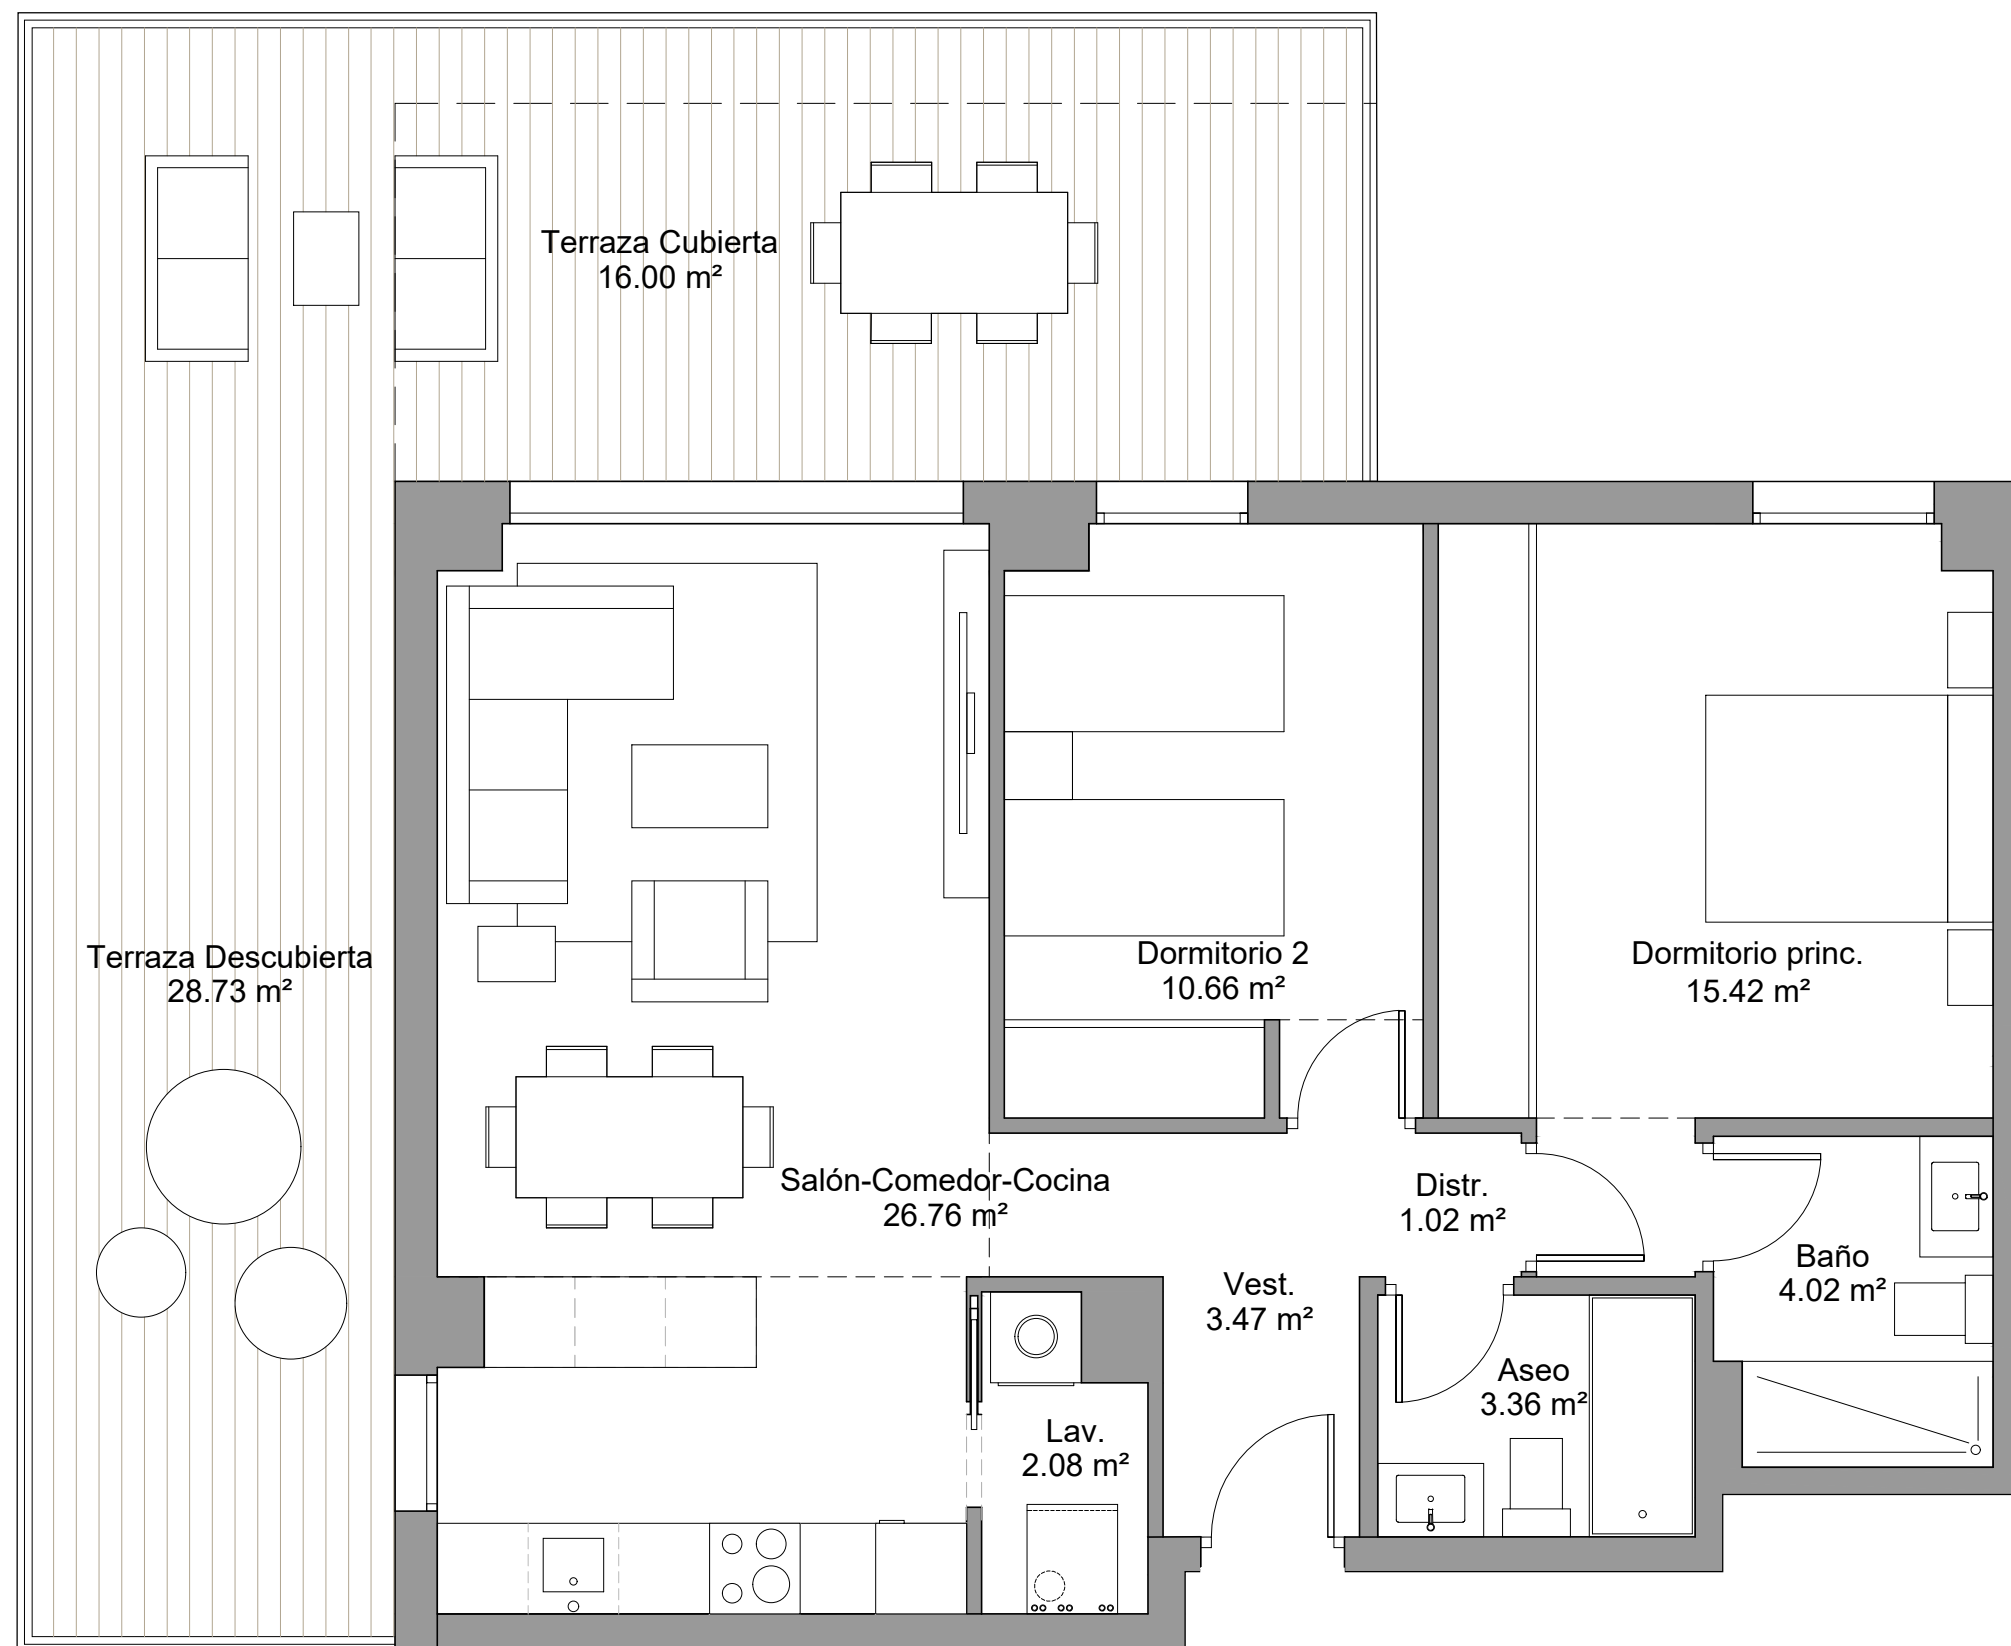 Terraza Cubierta
16.00 m²
Terraza Descubierta
28.73 m²
Dormitorio 2
10.66 m²
Dormitorio princ.
15.42 m²
Salón-Comedor-Cocina
26.76 m²
Distr.
1.02 m²
Baño
4.02 m²
Vest.
3.47 m²
Aseo
3.36 m²
Lav.
2.08 m²